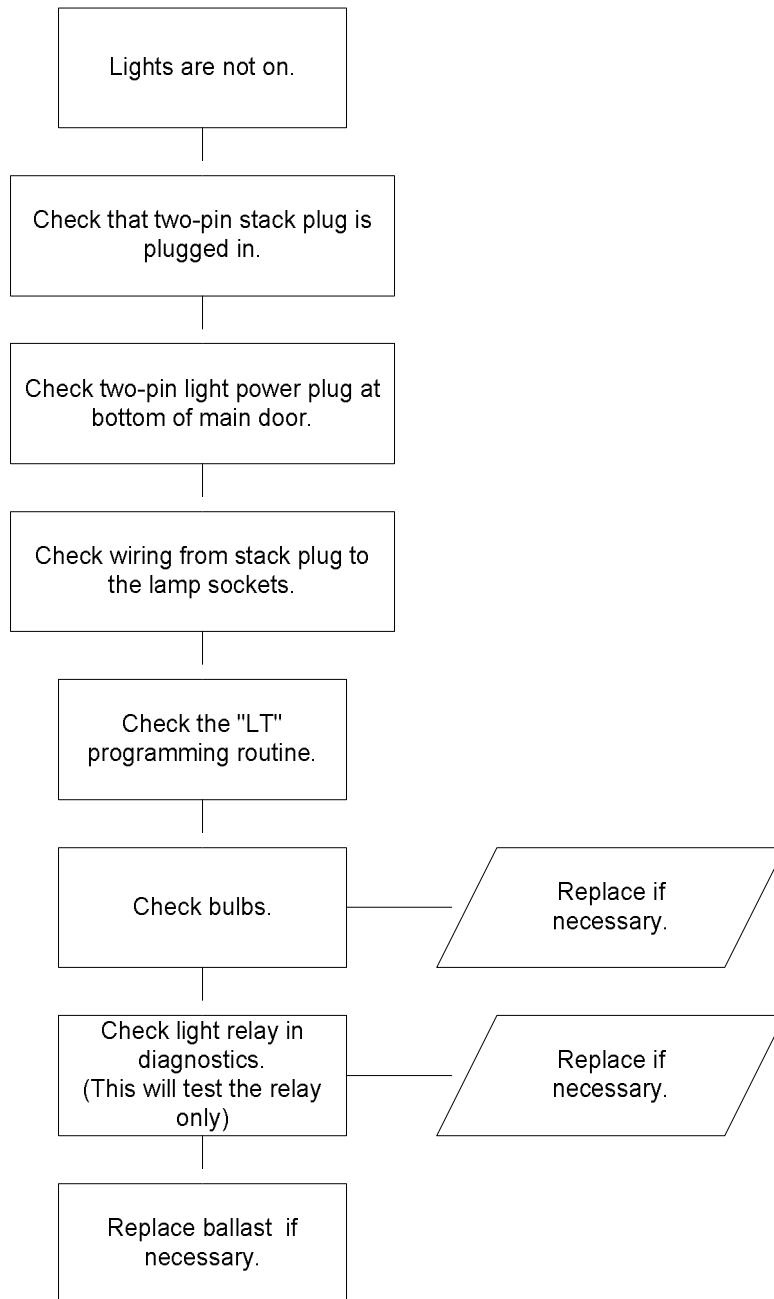 Lights are not on.
Check that two-pin stack plug is
plugged in.
Check two-pin light power plug at
bottom of main door.
Check wiring from stack plug to
the lamp sockets.
Check the "LT"
programming routine.
Check bulbs.
Replace if
necessary.
Check light relay in
diagnostics.
(This will test the relay
only)
Replace if
necessary.
Replace ballast if
necessary.